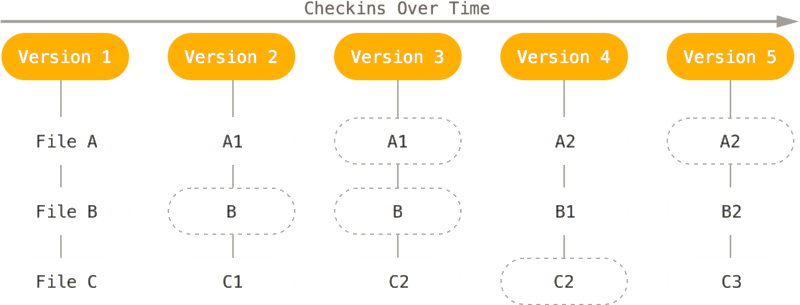 Checkins Over Time
Version 1 Version 2 Version 3 Version 4 Version 5
File A A1 A1 A2 A2
File B B B B1 B2
File C C1 C2 C2 C3